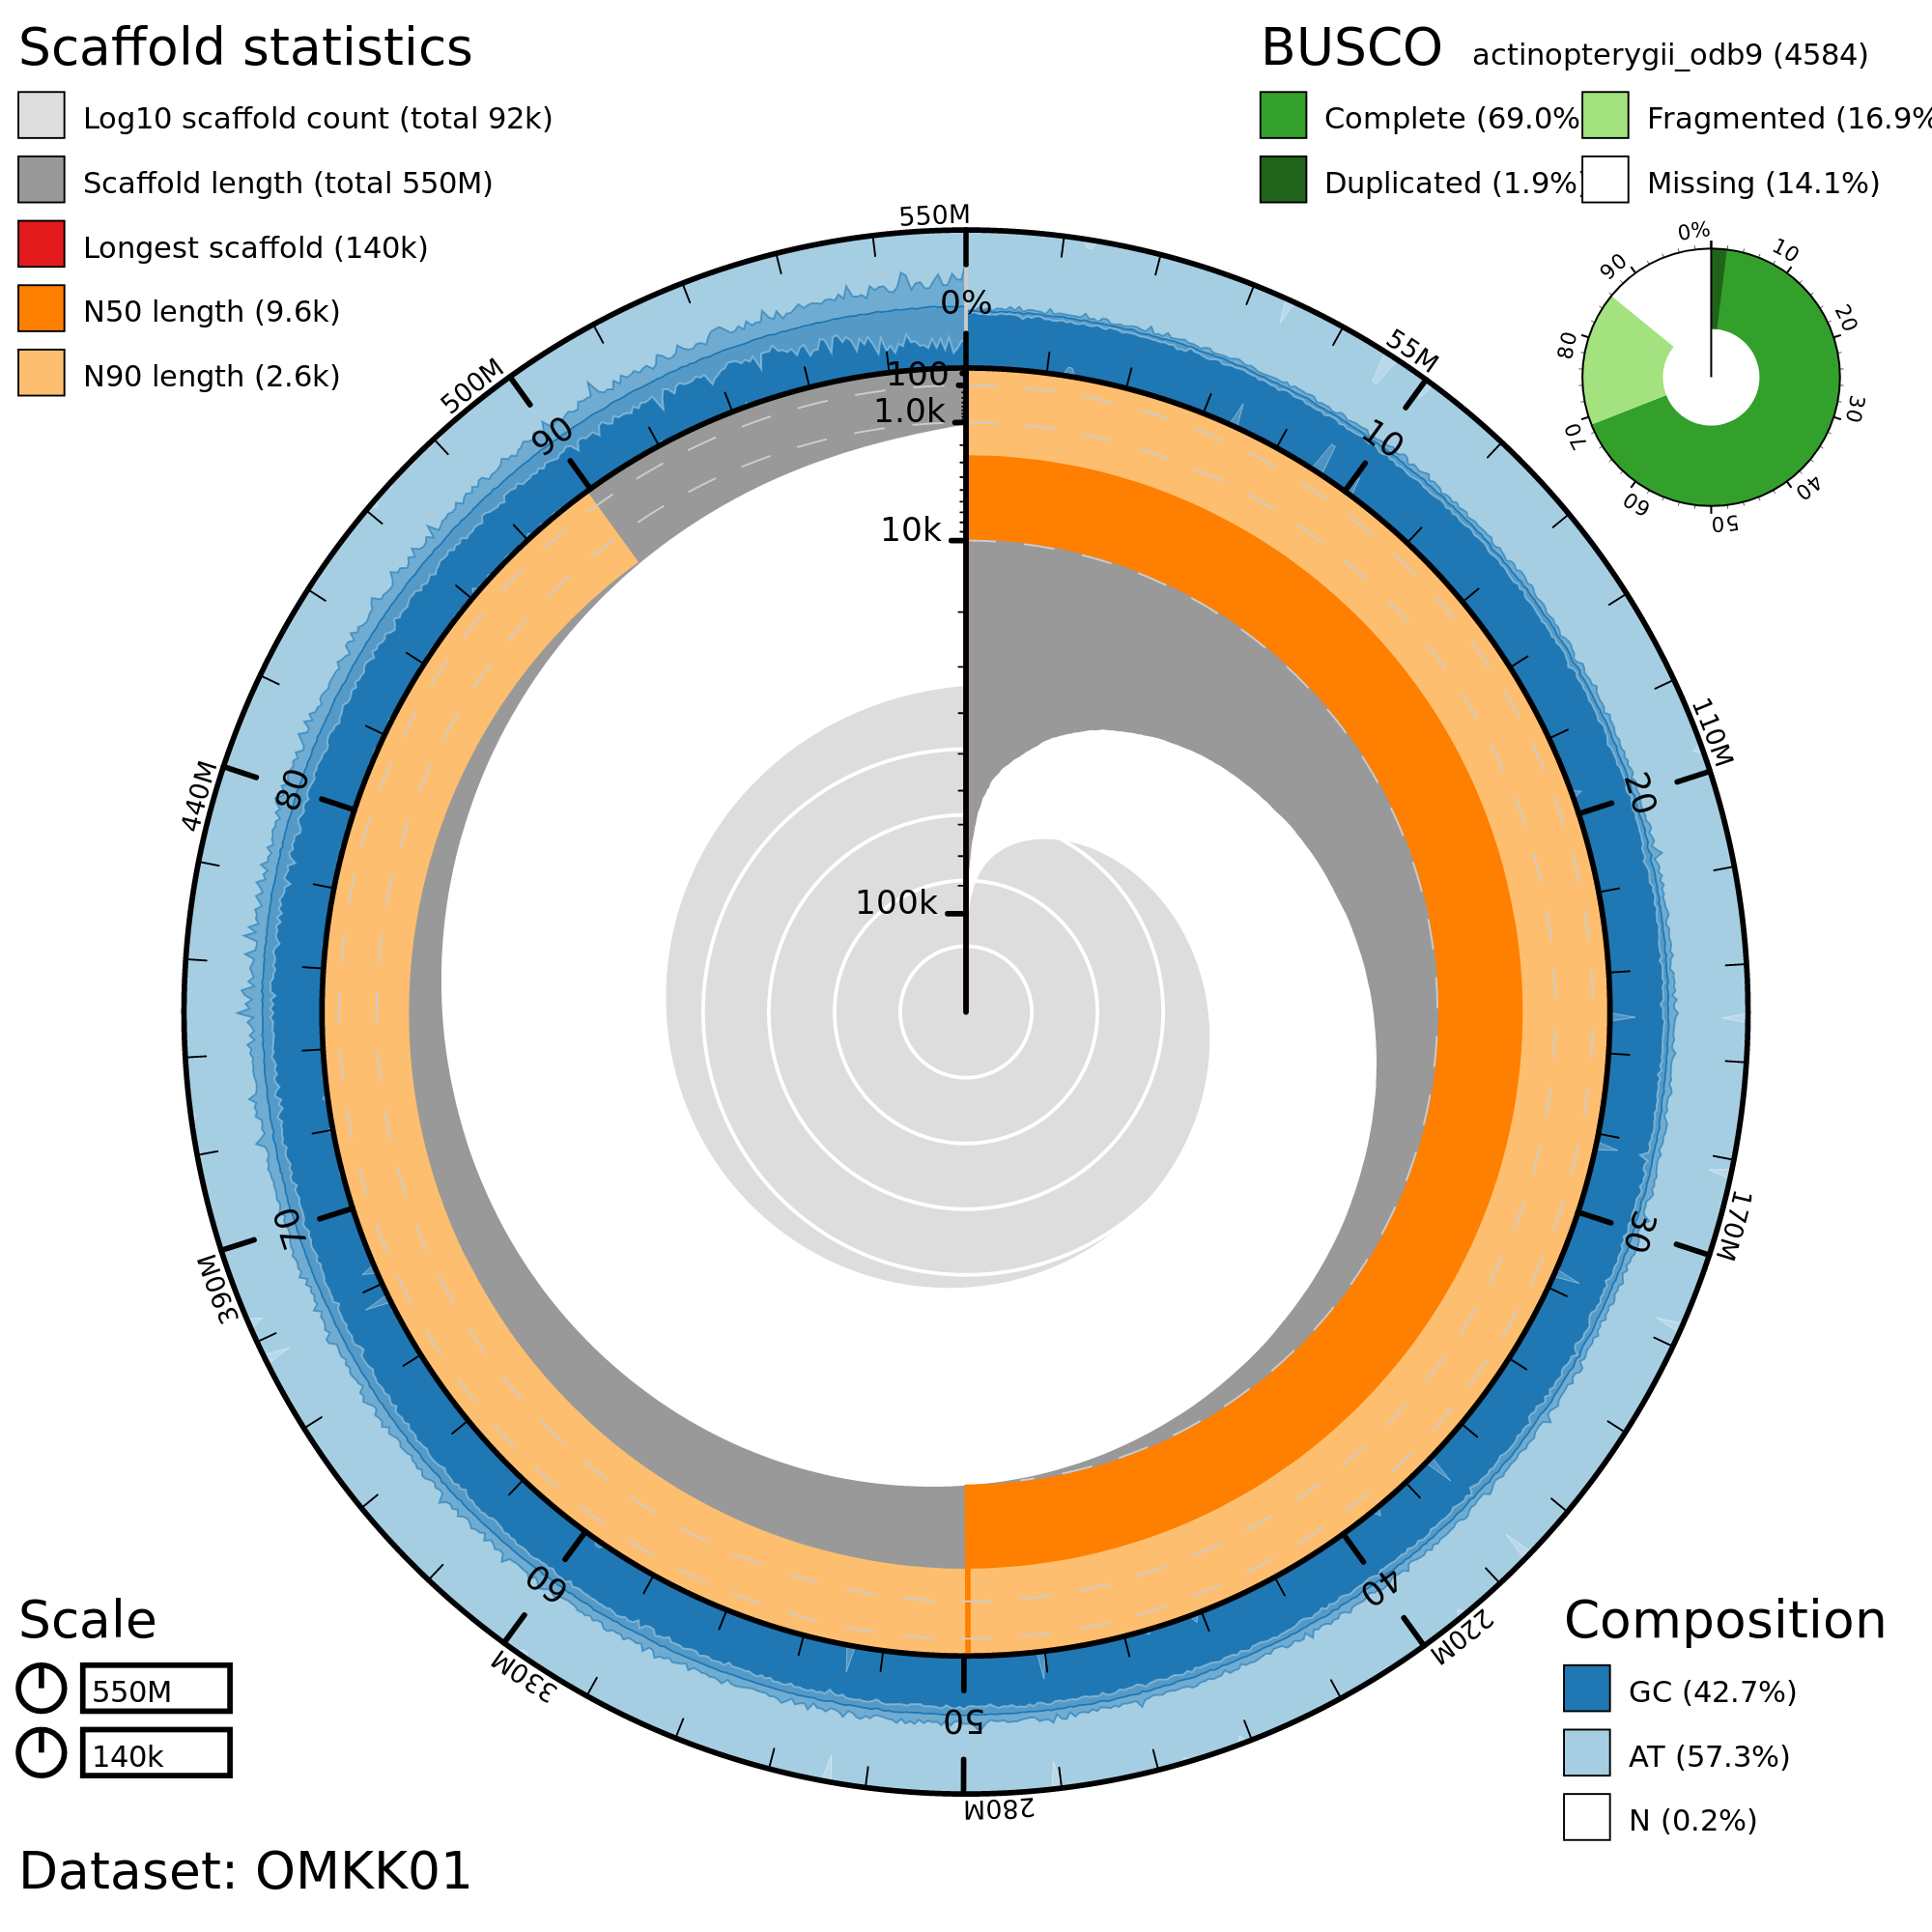 Scaffold statistics
Log10 scaffold count (total 92k)
Scaffold length (total 550M)
Longest scaffold (140k)
N50 length (9.6k)
N90 length (2.6k)
BUSCO actinopterygii_odb9 (4584)
Complete (69.0% Fragmented (16.9%
Duplicated (1.9%) Missing (14.1%)
0%
10
20
30
40
50
60
70
80
90
550M
55M
110M
170M
220M
280M
330M
390M
440M
500M
0%
10
20
30
40
50
60
70
80
90
100
1.0k
10k
100k
Scale
550M
140k
Composition
GC (42.7%)
AT (57.3%)
N (0.2%)
Dataset: OMKK01